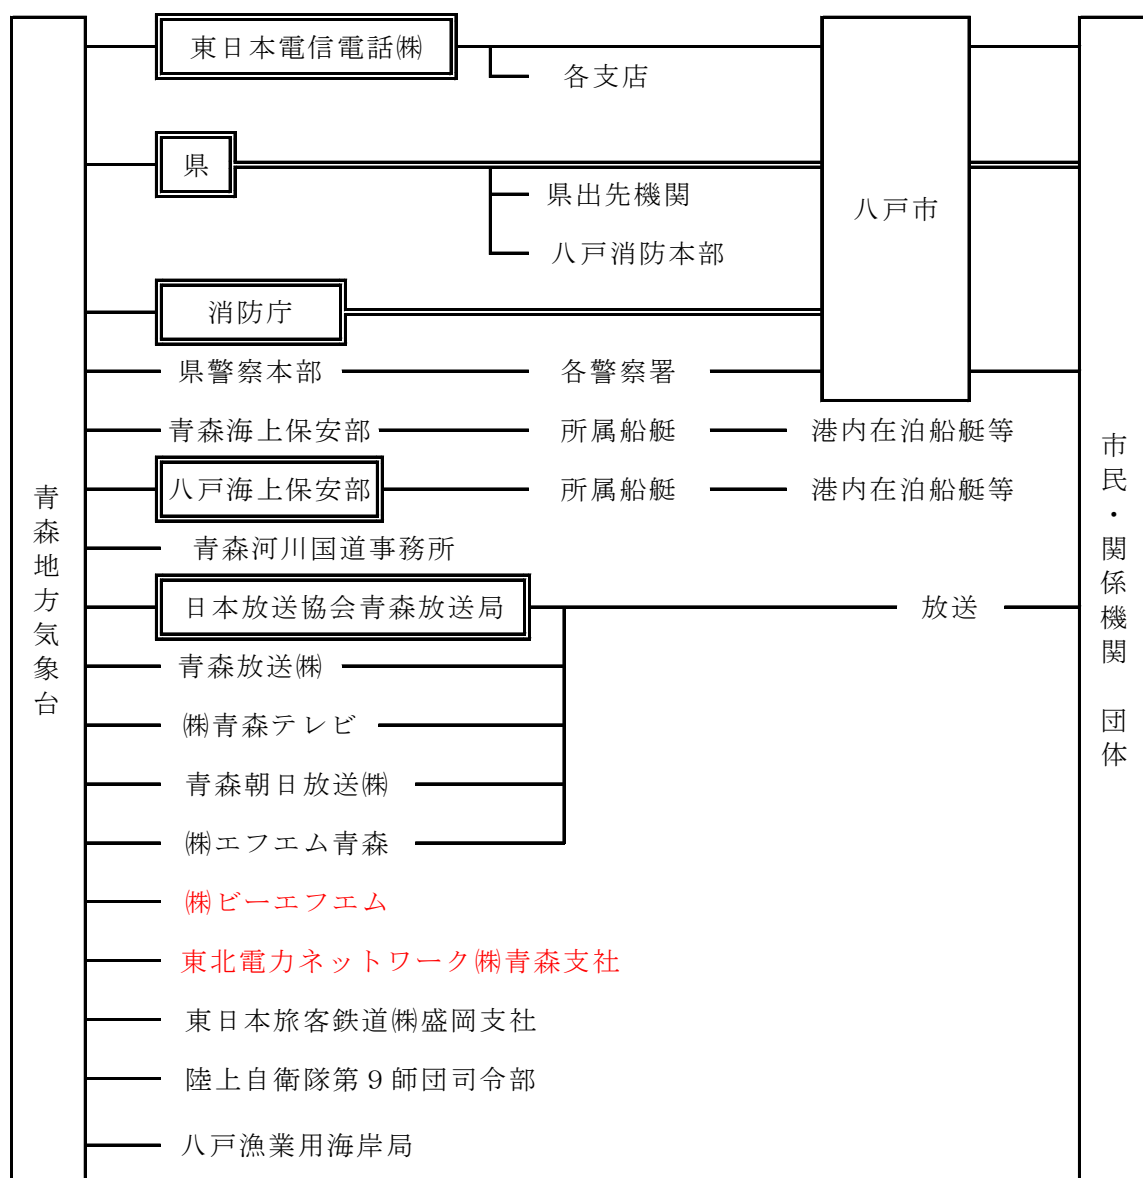 東日本電信電話㈱
各支店
県
県出先機関
八戸市
八戸消防本部
消防庁
県警察本部
各警察署
青森海上保安部
所属船艇
港内在泊船艇等
八戸海上保安部
所属船艇
港内在泊船艇等
青森地方気象台
市民・関係機関　団体
青森河川国道事務所
日本放送協会青森放送局
放送
青森放送㈱
㈱青森テレビ
青森朝日放送㈱
㈱エフエム青森
㈱ビーエフエム
東北電力ネットワーク㈱青森支社
東日本旅客鉄道㈱盛岡支社
陸上自衛隊第９師団司令部
八戸漁業用海岸局